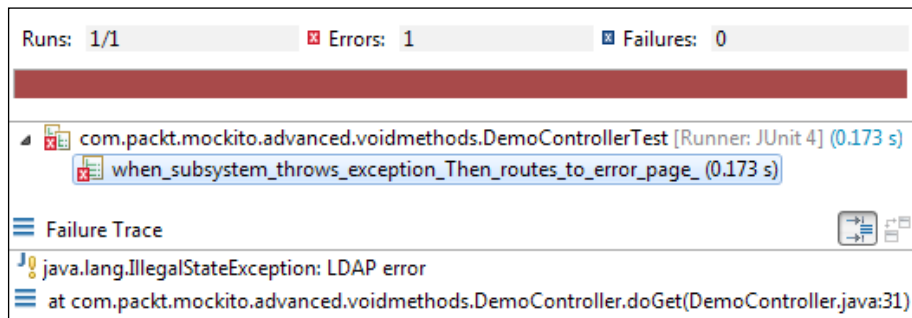 Runs: 1/1 Errors: 1 Failures: 0
com.packt.mockito.advanced.voidmethods.DemoControllerTest [Runner: JUnit 4] (0.173 s)
when_subsystem_throws_exception_Then_routes_to_error_page_ (0.173 s)
Failure Trace
java.lang.IllegalStateException: LDAP error
at com.packt.mockito.advanced.voidmethods.DemoController.doGet(DemoController.java:31)